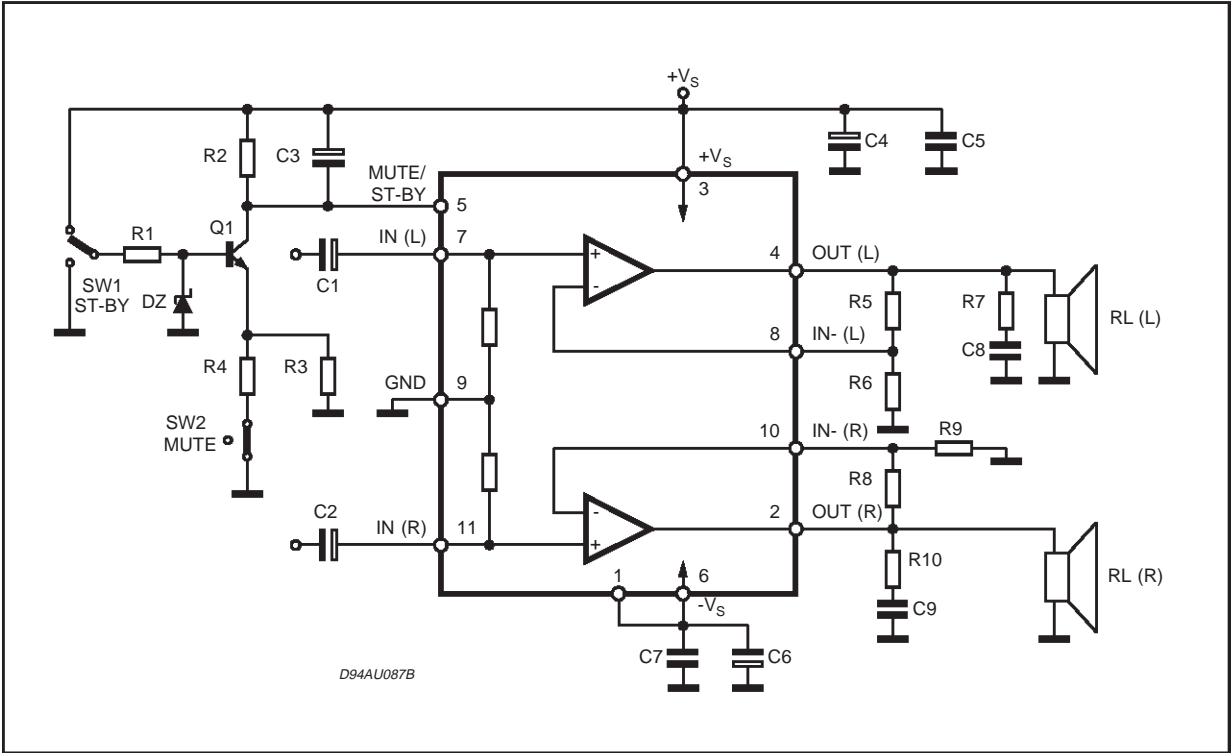 +VS
R2
C3
C4
C5
+VS
3
MUTE/
ST-BY
5
Q1
R1
IN (L)
7
C1
SW1
ST-BY
DZ
+
-
4
OUT (L)
R5
R7
RL (L)
8
IN- (L)
C8
R4
R3
R6
GND
9
SW2
MUTE
10
IN- (R)
R9
R8
C2
IN (R)
11
-
+
2
OUT (R)
R10
RL (R)
C9
1
6
-VS
C7
C6
D94AU087B